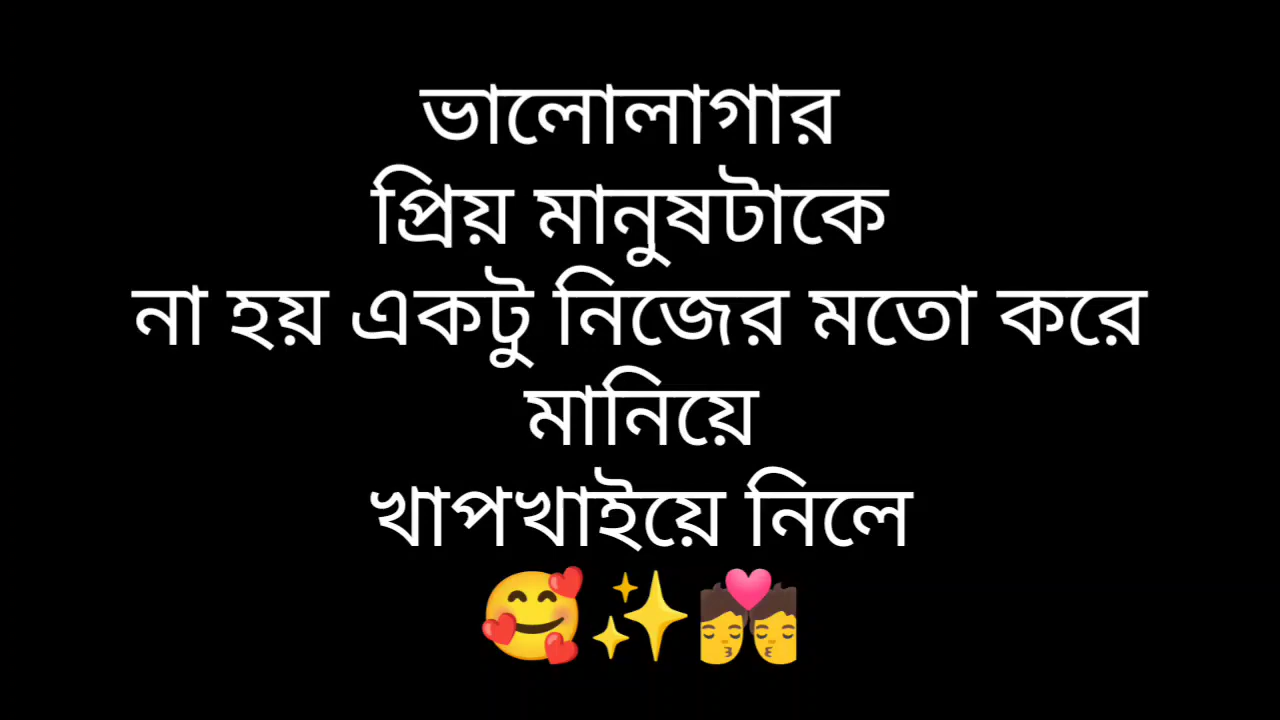 ভালোলাগার
প্রিয় মানুষটাকে
না হয় একটু নিজের মতো করে
মানিয়ে
খাপখাইয়ে নিলে
🥰✨💏